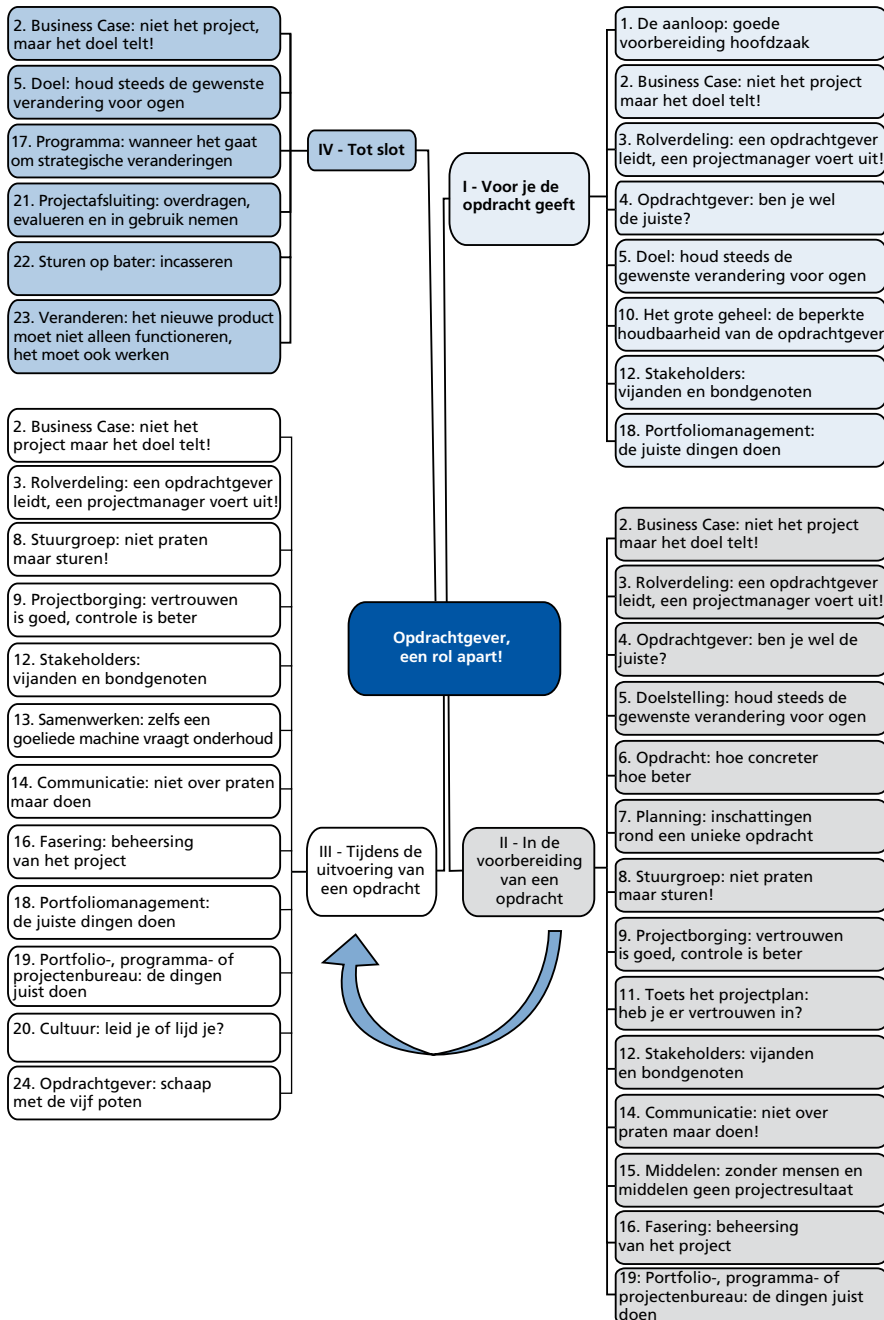 2. Business Case: niet het project,
maar het doel telt!
5. Doel: houd steeds de gewenste
verandering voor ogen
17. Programma: wanneer het gaat
om strategische veranderingen
21. Projectafsluiting: overdragen,
evalueren en in gebruik nemen
22. Sturen op bater: incasseren
23. Veranderen: het nieuwe product
moet niet alleen functioneren,
het moet ook werken
IV - Tot slot
I - Voor je de
opdracht geeft
1. De aanloop: goede
voorbereiding hoofdzaak
2. Business Case: niet het project
maar het doel telt!
3. Rolverdeling: een opdrachtgever
leidt, een projectmanager voert uit!
4. Opdrachtgever: ben je wel
de juiste?
5. Doel: houd steeds de
gewenste verandering voor ogen
10. Het grote geheel: de beperkte
houdbaarheid van de opdrachtgever
12. Stakeholders:
vijanden en bondgenoten
18. Portfoliomanagement:
de juiste dingen doen
Opdrachtgever,
een rol apart!
2. Business Case: niet het
project maar het doel telt!
3. Rolverdeling: een opdrachtgever
leidt, een projectmanager voert uit!
8. Stuurgroep: niet praten
maar sturen!
9. Projectborging: vertrouwen
is goed, controle is beter
12. Stakeholders:
vijanden en bondgenoten
13. Samenwerken: zelfs een
goeliede machine vraagt onderhoud
14. Communicatie: niet over praten
maar doen
16. Fasering: beheersing
van het project
18. Portfoliomanagement:
de juiste dingen doen
19. Portfolio-, programma- of
projectenbureau: de dingen
juist doen
20. Cultuur: leid je of lijd je?
24. Opdrachtgever: schaap
met de vijf poten
III - Tijdens de
uitvoering van
een opdracht
II - In de
voorbereiding
van een
opdracht
2. Business Case: niet het project
maar het doel telt!
3. Rolverdeling: een opdrachtgever
leidt, een projectmanager voert uit!
4. Opdrachtgever: ben je wel de
juiste?
5. Doelstelling: houd steeds de
gewenste verandering voor ogen
6. Opdracht: hoe concreter
hoe beter
7. Planning: inschattingen
rond een unieke opdracht
8. Stuurgroep: niet praten
maar sturen!
9. Projectborging: vertrouwen
is goed, controle is beter
11. Toets het projectplan:
heb je er vertrouwen in?
12. Stakeholders: vijanden
en bondgenoten
14. Communicatie: niet over
praten maar doen!
15. Middelen: zonder mensen en
middelen geen projectresultaat
16. Fasering: beheersing
van het project
19: Portfolio-, programma- of
projectenbureau: de dingen juist
doen